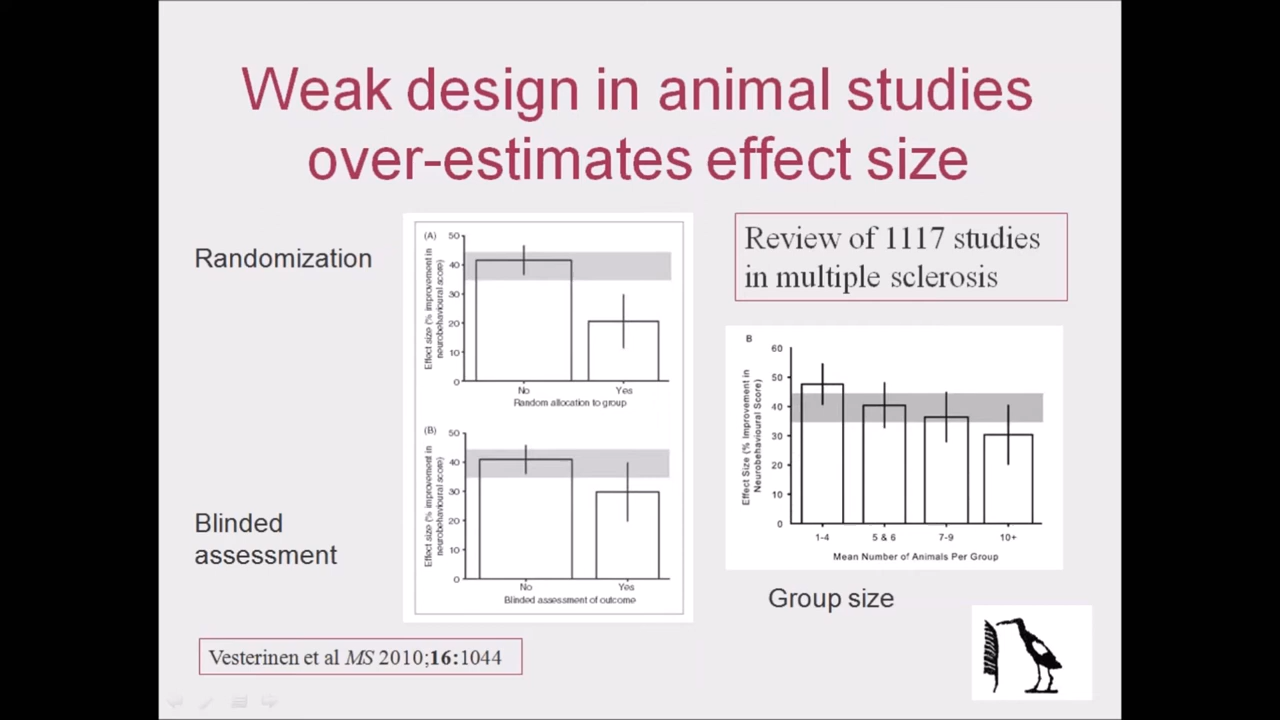 Weak design in animal studies
over-estimates effect size
Randomization
(A)
50
40
30
20
10
0
Effect size (% improvement in
neurobehavioural score)
No
Yes
Random allocation to group
(B)
50
40
30
20
10
0
Effect size (% improvement in
neurobehavioural score)
No
Yes
Blinded assessment of outcome
Blinded
assessment
Review of 1117 studies
in multiple sclerosis
B
60
50
40
30
20
10
0
Effect Size (% Improvement in
Neurobehavioural Score)
1-4
5 & 6
7-9
10+
Mean Number of Animals Per Group
Group size
Vesterinen et al MS 2010;16:1044